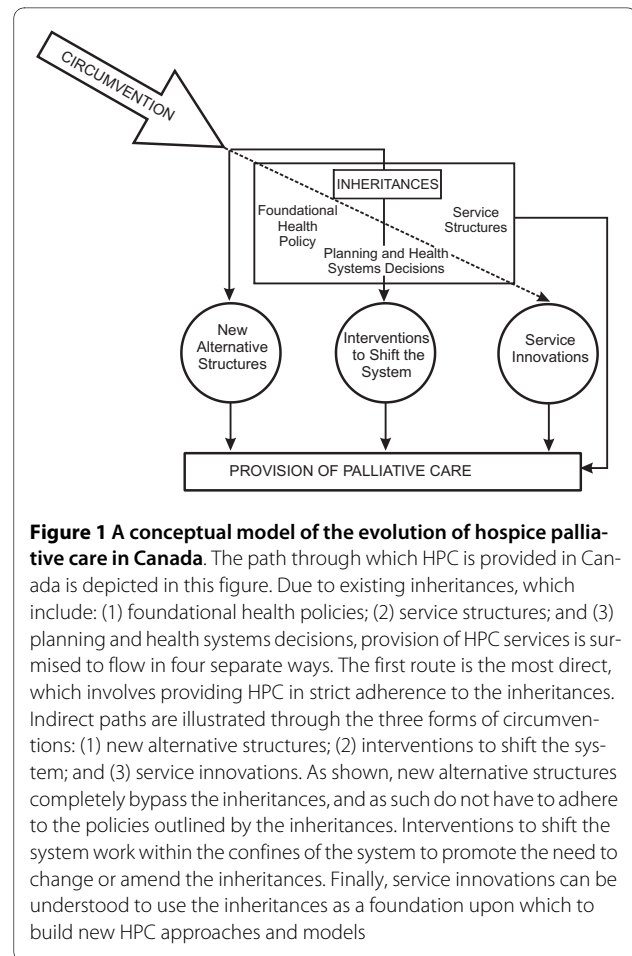 CIRCUMVENTION
INHERITANCES
Foundational
Health
Policy
Service
Structures
Planning and Health
Systems Decisions
New
Alternative
Structures
Interventions
to Shift the
System
Service
Innovations
PROVISION OF PALLIATIVE CARE
Figure 1 A conceptual model of the evolution of hospice pallia-
tive care in Canada. The path through which HPC is provided in Can-
ada is depicted in this figure. Due to existing inheritances, which
include: (1) foundational health policies; (2) service structures; and (3)
planning and health systems decisions, provision of HPC services is sur-
mised to flow in four separate ways. The first route is the most direct,
which involves providing HPC in strict adherence to the inheritances.
Indirect paths are illustrated through the three forms of circumven-
tions: (1) new alternative structures; (2) interventions to shift the sys-
tem; and (3) service innovations. As shown, new alternative structures
completely bypass the inheritances, and as such do not have to adhere
to the policies outlined by the inheritances. Interventions to shift the
system work within the confines of the system to promote the need to
change or amend the inheritances. Finally, service innovations can be
understood to use the inheritances as a foundation upon which to
build new HPC approaches and models